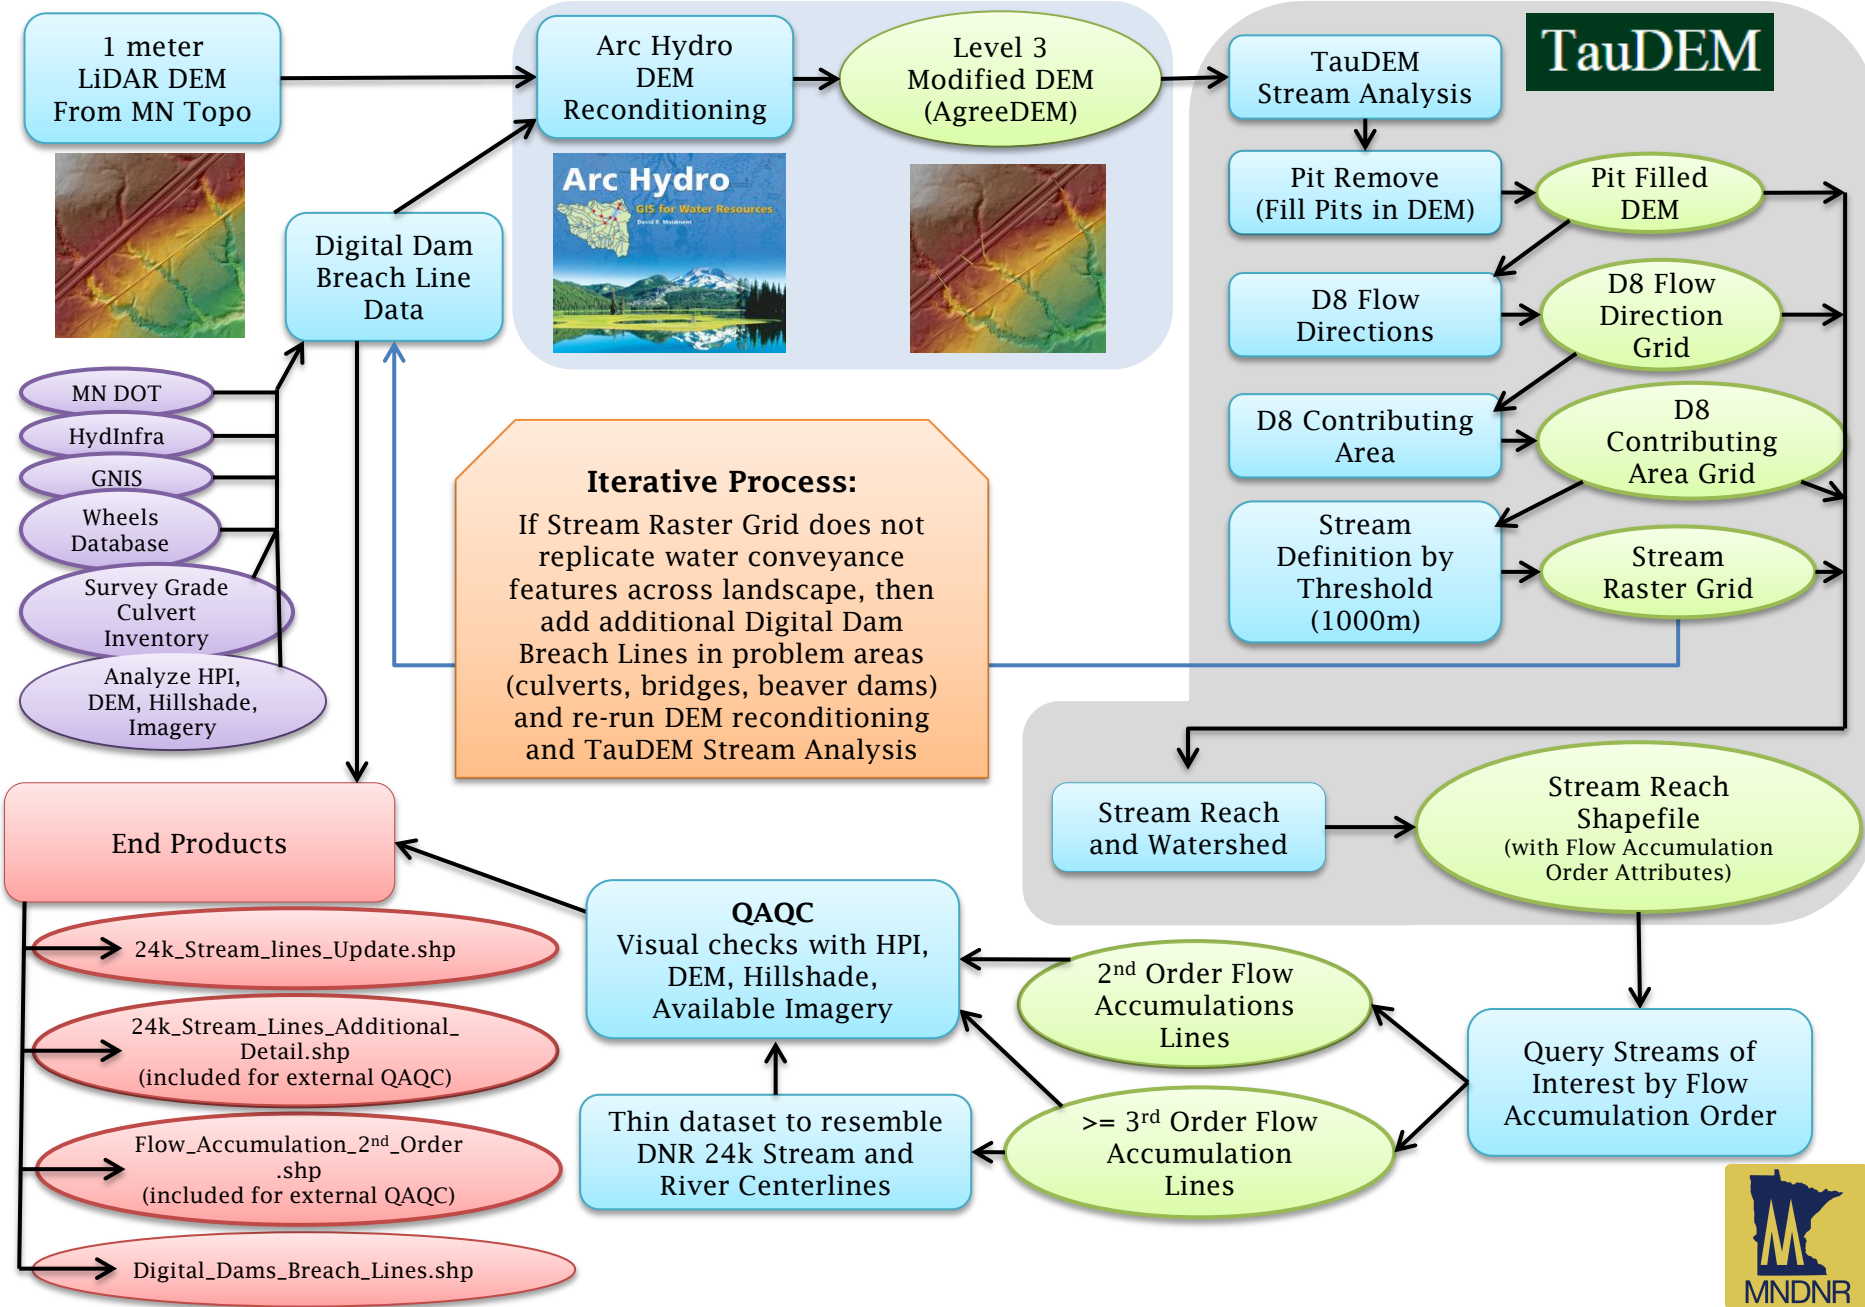 1 meter
LiDAR DEM
From MN Topo
Arc Hydro
DEM
Reconditioning
Level 3
Modified DEM
(AgreeDEM)
TauDEM
Stream Analysis
TauDEM
Arc Hydro
GIS for Water Resources
David R. Maidment
Pit Remove
(Fill Pits in DEM)
Pit Filled
DEM
Digital Dam
Breach Line
Data
D8 Flow
Directions
D8 Flow
Direction
Grid
MN DOT
HydInfra
GNIS
Wheels
Database
Survey Grade
Culvert
Inventory
Analyze HPI,
DEM, Hillshade,
Imagery
D8 Contributing
Area
D8
Contributing
Area Grid
Iterative Process:
If Stream Raster Grid does not
replicate water conveyance
features across landscape, then
add additional Digital Dam
Breach Lines in problem areas
(culverts, bridges, beaver dams)
and re-run DEM reconditioning
and TauDEM Stream Analysis
Stream
Definition by
Threshold
(1000m)
Stream
Raster Grid
Stream Reach
and Watershed
Stream Reach
Shapefile
(with Flow Accumulation
Order Attributes)
End Products
QAQC
Visual checks with HPI,
DEM, Hillshade,
Available Imagery
2nd Order Flow
Accumulations
Lines
Query Streams of
Interest by Flow
Accumulation Order
Thin dataset to resemble
DNR 24k Stream and
River Centerlines
>= 3rd Order Flow
Accumulation
Lines
24k_Stream_lines_Update.shp
24k_Stream_Lines_Additional_
Detail.shp
(included for external QAQC)
Flow_Accumulation_2nd_Order
.shp
(included for external QAQC)
Digital_Dams_Breach_Lines.shp
MNDNR